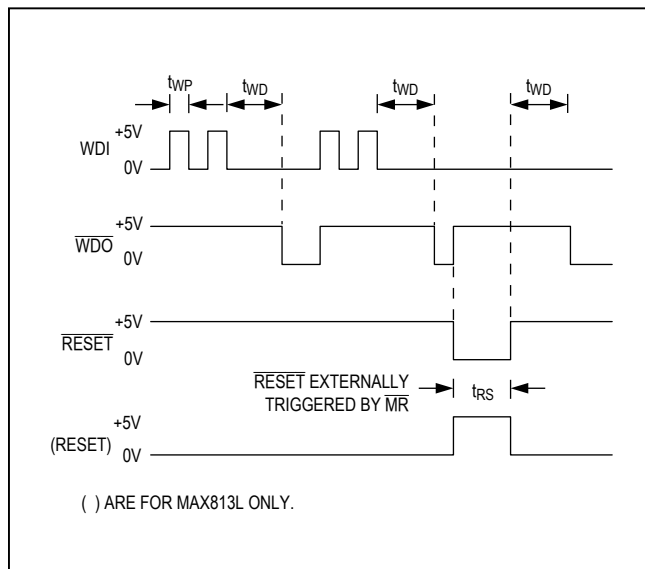 tWP tWD tWD tWD
+5V
WDI
0V
+5V
WDO
0V
+5V
RESET
0V
RESET EXTERNALLY
TRIGGERED BY MR
tRS
+5V
(RESET)
0V
( ) ARE FOR MAX813L ONLY.